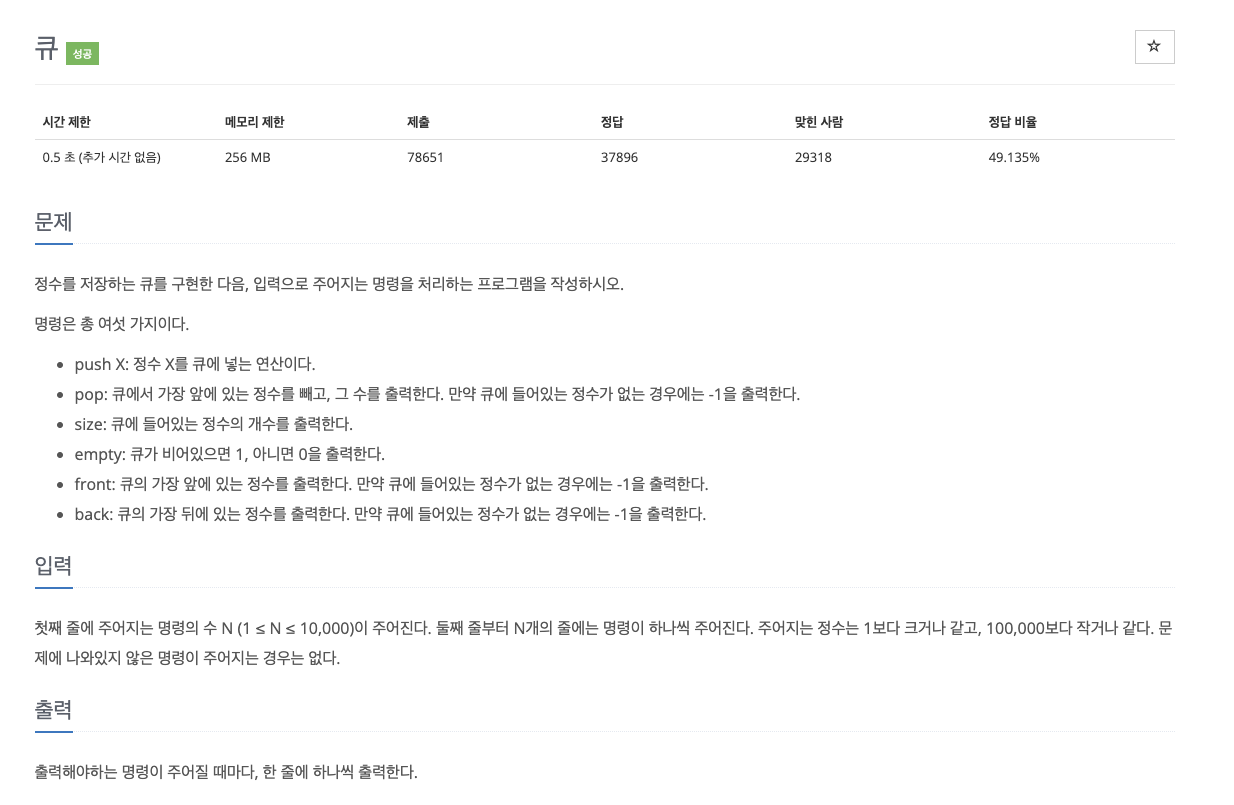 큐 성공
☆
시간 제한 메모리 제한 제출 정답 맞힌 사람 정답 비율
0.5 초 (추가 시간 없음) 256 MB 78651 37896 29318 49.135%
문제
정수를 저장하는 큐를 구현한 다음, 입력으로 주어지는 명령을 처리하는 프로그램을 작성하시오.
명령은 총 여섯 가지이다.
• push X: 정수 X를 큐에 넣는 연산이다.
• pop: 큐에서 가장 앞에 있는 정수를 빼고, 그 수를 출력한다. 만약 큐에 들어있는 정수가 없는 경우에는 -1을 출력한다.
• size: 큐에 들어있는 정수의 개수를 출력한다.
• empty: 큐가 비어있으면 1, 아니면 0을 출력한다.
• front: 큐의 가장 앞에 있는 정수를 출력한다. 만약 큐에 들어있는 정수가 없는 경우에는 -1을 출력한다.
• back: 큐의 가장 뒤에 있는 정수를 출력한다. 만약 큐에 들어있는 정수가 없는 경우에는 -1을 출력한다.
입력
첫째 줄에 주어지는 명령의 수 N (1 ≤ N ≤ 10,000)이 주어진다. 둘째 줄부터 N개의 줄에는 명령이 하나씩 주어진다. 주어지는 정수는 1보다 크거나 같고, 100,000보다 작거나 같다. 문
제에 나와있지 않은 명령이 주어지는 경우는 없다.
출력
출력해야하는 명령이 주어질 때마다, 한 줄에 하나씩 출력한다.